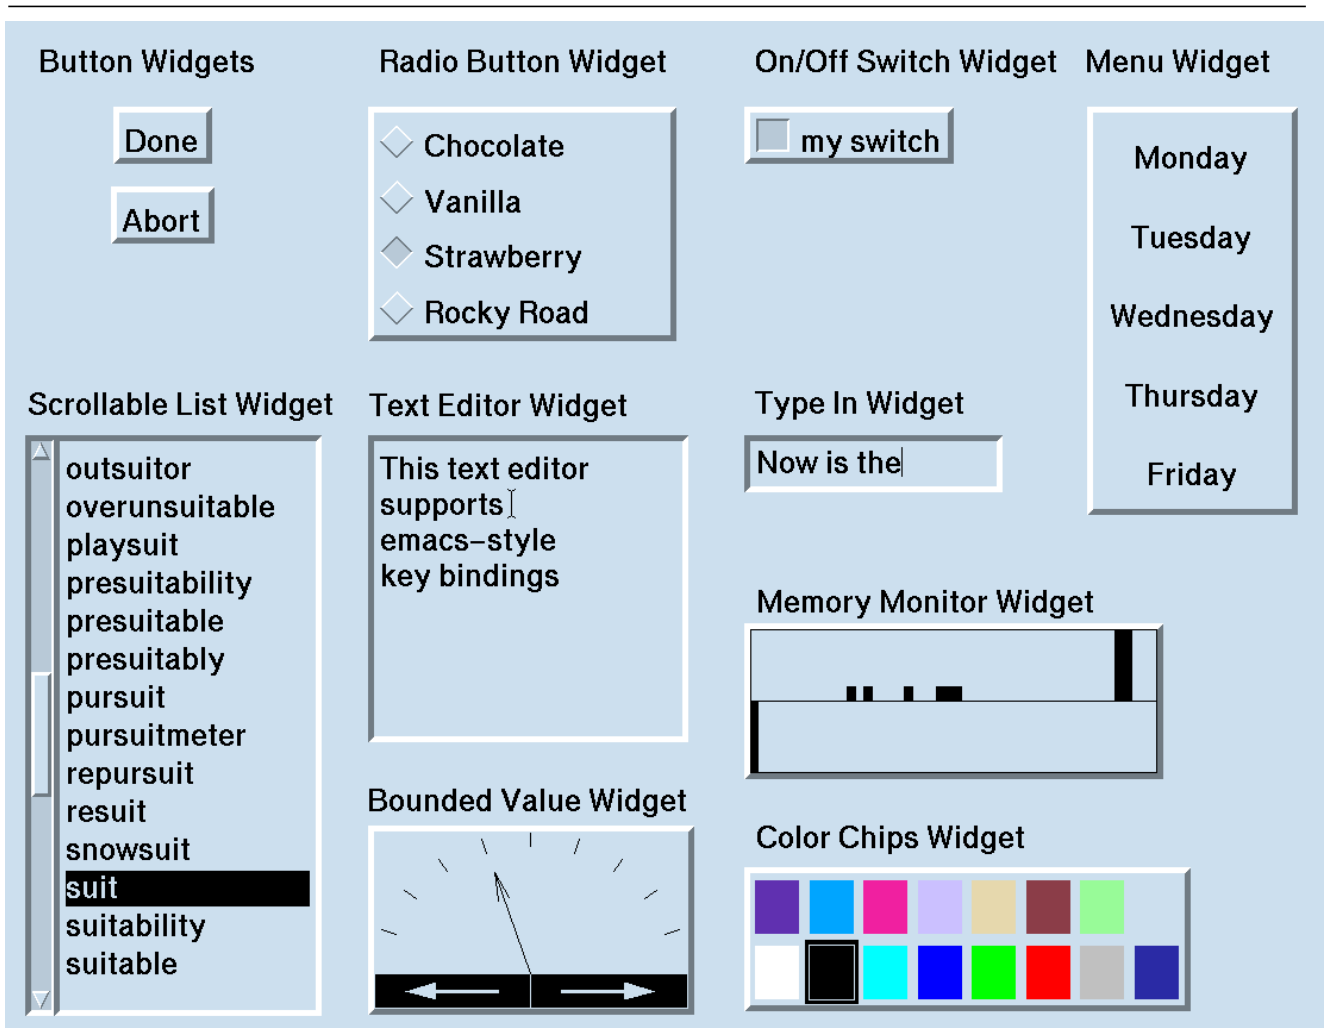 Button Widgets
Done
Abort
Radio Button Widget
Chocolate
Vanilla
Strawberry
Rocky Road
On/Off Switch Widget
my switch
Menu Widget
Monday
Tuesday
Wednesday
Thursday
Friday
Scrollable List Widget
outsuitor
overunsuitable
playsuit
presuitability
presuitable
presuitably
pursuit
pursuitmeter
repursuit
resuit
snowsuit
suit
suitability
suitable
Text Editor Widget
This text editor
supports
emacs-style
key bindings
Type In Widget
Now is the
Memory Monitor Widget
Bounded Value Widget
Color Chips Widget